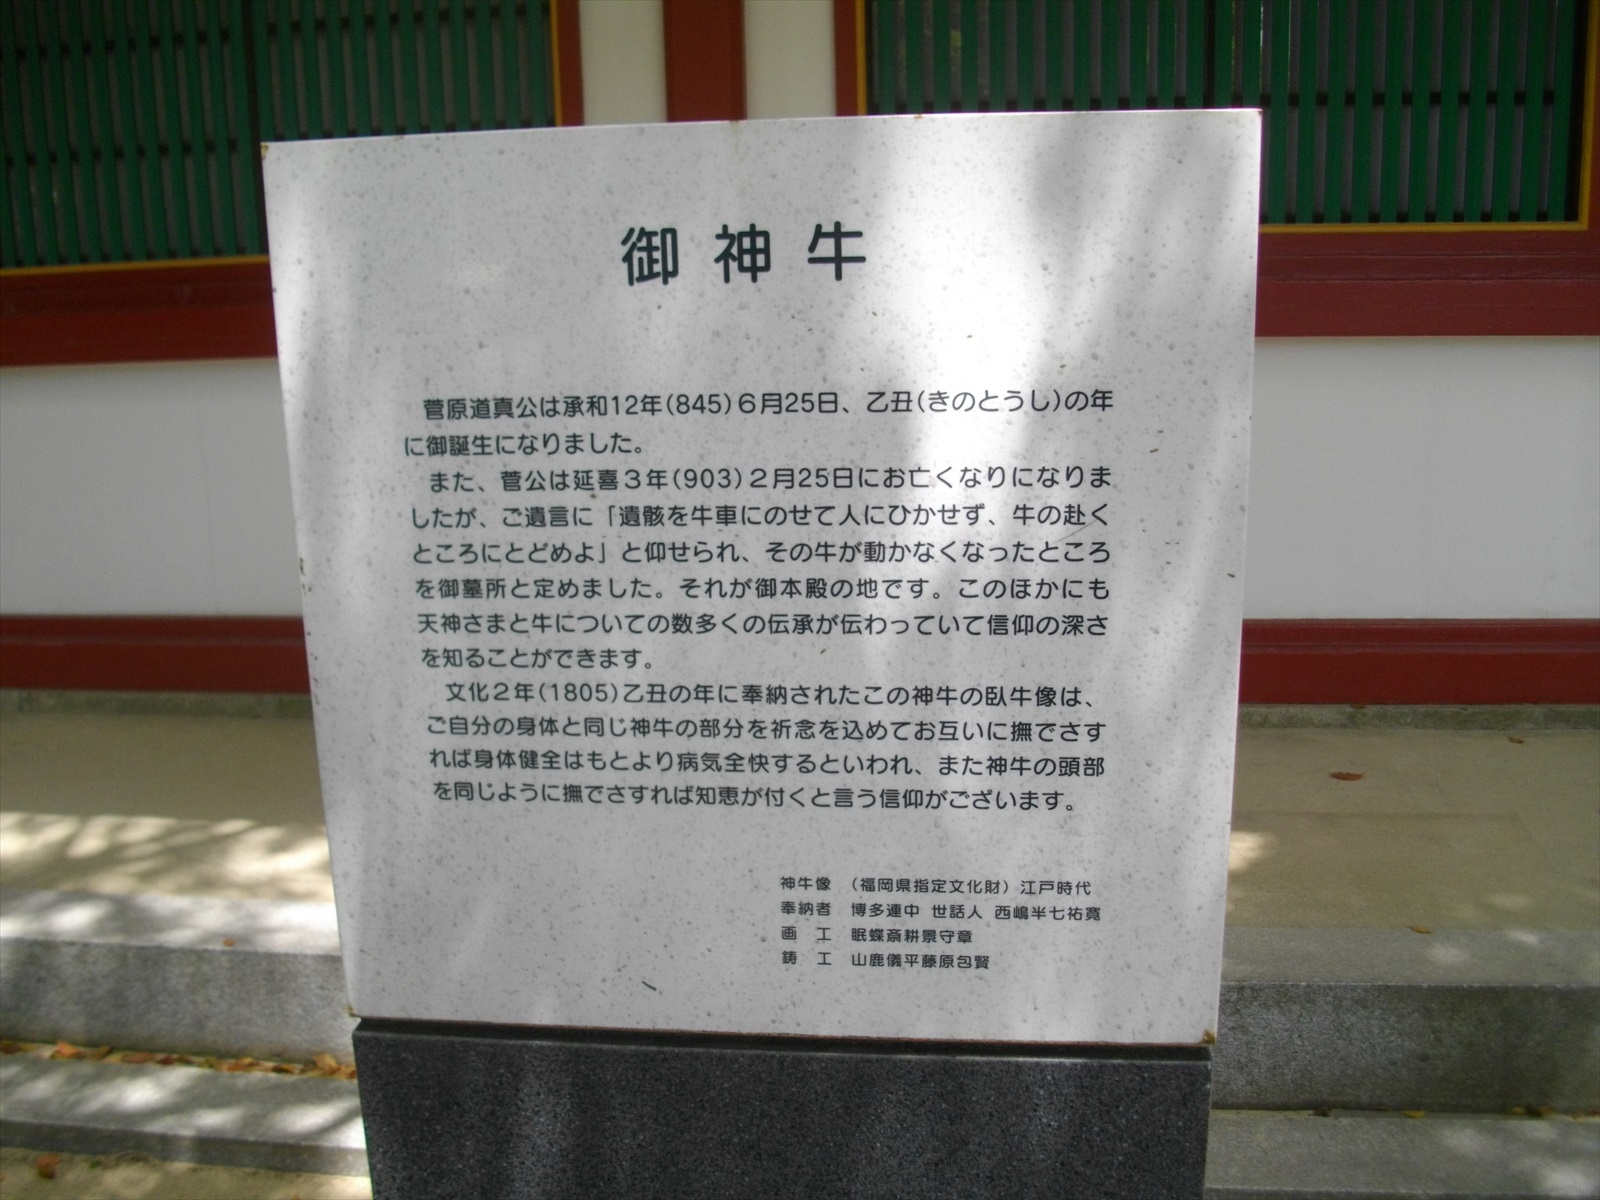 御神牛
菅原道真公は承和12年(845)6月25日、乙丑(きのとうし)の年
に御誕生になりました。
また、菅公は延喜3年(903)2月25日にお亡くなりになりま
したが、ご遺言に「遺骸を牛車にのせて人にひかせず、牛の赴く
ところにとどめよ」と仰せられ、その牛が動かなくなったところ
を御墓所と定めました。それが御本殿の地です。このほかにも
天神さまと牛についての数多くの伝承が伝わっていて信仰の深さ
を知ることができます。
文化2年(1805)乙丑の年に奉納されたこの神牛の臥牛像は、
ご自分の身体と同じ神牛の部分を祈念を込めてお互いに撫でさす
れば身体健全はもとより病気全快するといわれ、また神牛の頭部
を同じように撫でさすれば知恵が付くと言う信仰がございます。
神牛像 (福岡県指定文化財)江戸時代
奉納者 博多連中 世話人 西嶋半七祐寛
画工 眠蝶斎耕景守章
鋳工 山鹿儀平藤原包賢